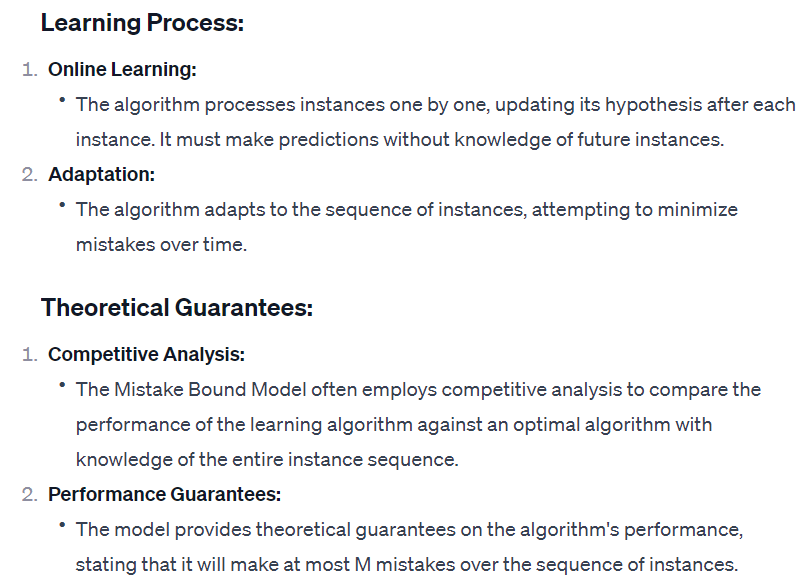 Learning Process:
1. Online Learning:
• The algorithm processes instances one by one, updating its hypothesis after each
instance. It must make predictions without knowledge of future instances.
2. Adaptation:
• The algorithm adapts to the sequence of instances, attempting to minimize
mistakes over time.
Theoretical Guarantees:
1. Competitive Analysis:
• The Mistake Bound Model often employs competitive analysis to compare the
performance of the learning algorithm against an optimal algorithm with
knowledge of the entire instance sequence.
2. Performance Guarantees:
• The model provides theoretical guarantees on the algorithm's performance,
stating that it will make at most M mistakes over the sequence of instances.